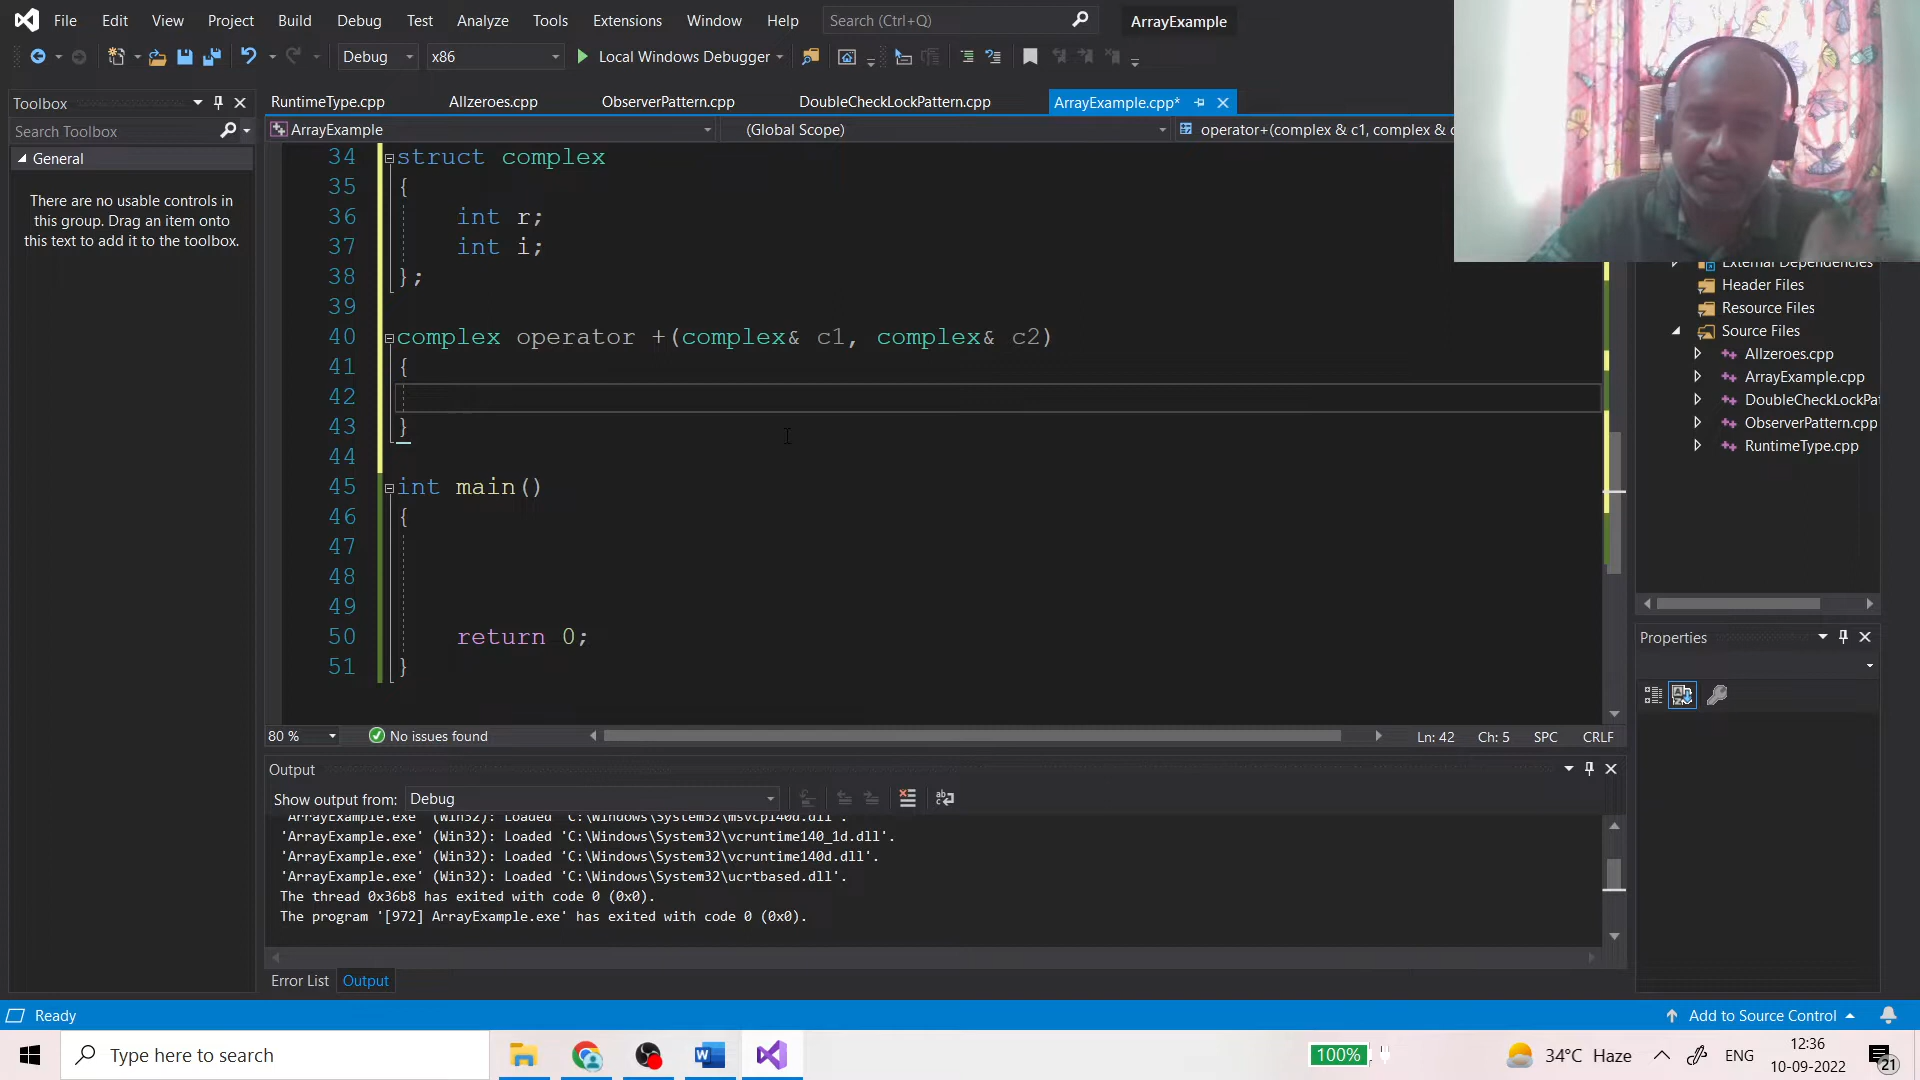 File Edit View Project Build Debug Test Analyze Tools Extensions Window Help Search (Ctrl+Q) ArrayExample
Debug x86 Local Windows Debugger
Toolbox
Search Toolbox
General
There are no usable controls in
this group. Drag an item onto
this text to add it to the toolbox.
RuntimeType.cpp Allzeroes.cpp ObserverPattern.cpp DoubleCheckLockPattern.cpp ArrayExample.cpp*
ArrayExample (Global Scope) operator+(complex & c1, complex & c
34 struct complex
35 {
36 int r;
37 int i;
38 };
39
40 complex operator +(complex& c1, complex& c2)
41 {
42
43 }
44
45 int main()
46 {
47
48
49
50 return 0;
51 }
80 % No issues found Ln: 42 Ch: 5 SPC CRLF
External Dependencies
Header Files
Resource Files
Source Files
Allzeroes.cpp
ArrayExample.cpp
DoubleCheckLockPat
ObserverPattern.cpp
RuntimeType.cpp
Properties
Output
Show output from: Debug
'ArrayExample.exe' (Win32): Loaded 'C:\Windows\System32\msvcp140d.dll'.
'ArrayExample.exe' (Win32): Loaded 'C:\Windows\System32\vcruntime140_1d.dll'.
'ArrayExample.exe' (Win32): Loaded 'C:\Windows\System32\vcruntime140d.dll'.
'ArrayExample.exe' (Win32): Loaded 'C:\Windows\System32\ucrtbased.dll'.
The thread 0x36b8 has exited with code 0 (0x0).
The program '[972] ArrayExample.exe' has exited with code 0 (0x0).
Error List Output
Ready Add to Source Control
Type here to search 100% 34°C Haze ENG 12:36
10-09-2022 21